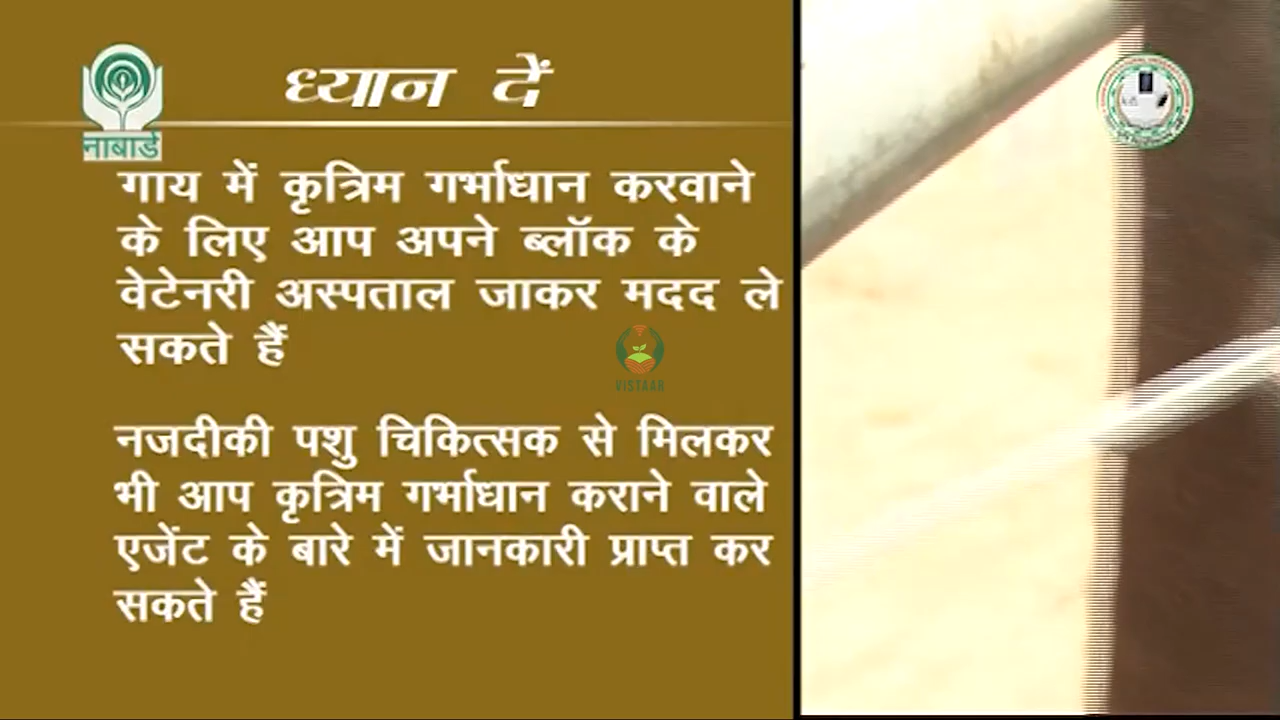 ध्यान दें
नाबार्ड
गाय में कृत्रिम गर्भाधान करवाने
के लिए आप अपने ब्लॉक के
वेटेनरी अस्पताल जाकर मदद ले
सकते हैं
VISTAAR
नजदीकी पशु चिकित्सक से मिलकर
भी आप कृत्रिम गर्भाधान कराने वाले
एजेंट के बारे में जानकारी प्राप्त कर
सकते हैं